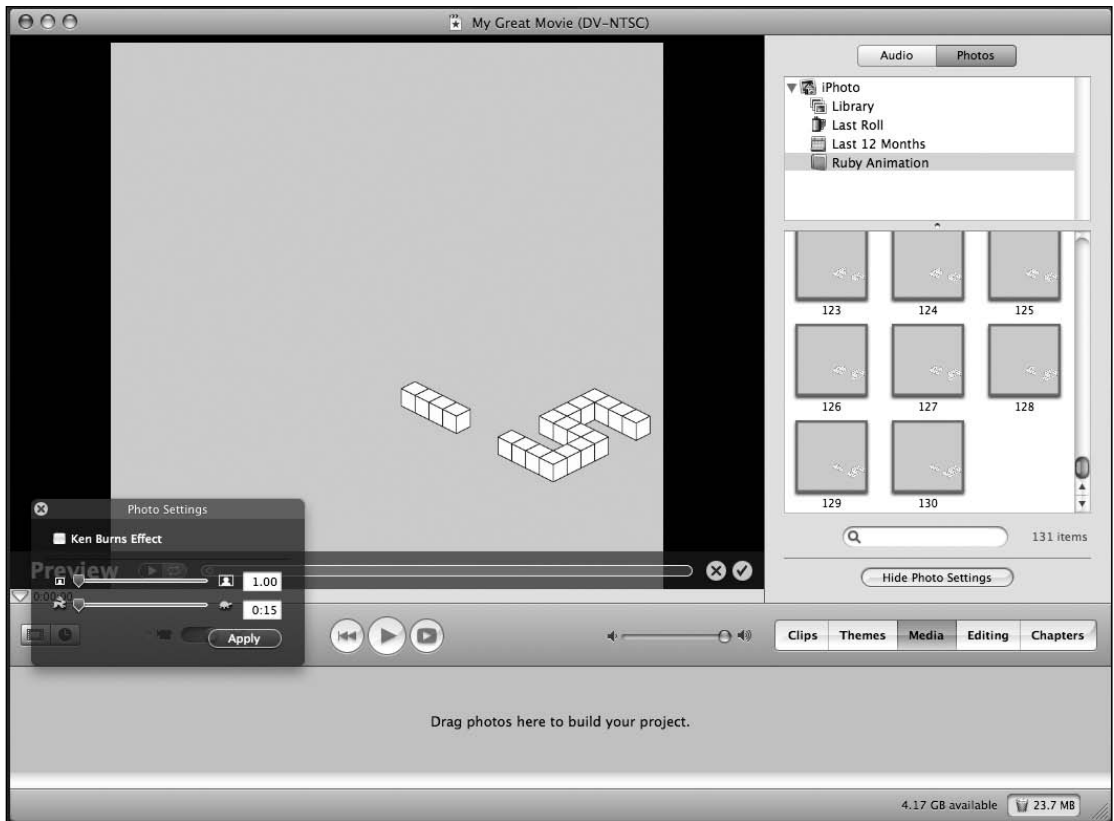 My Great Movie (DV-NTSC)
Audio
Photos
iPhoto
Library
Last Roll
Last 12 Months
Ruby Animation
123
124
125
126
127
128
129
130
131 items
Hide Photo Settings
Photo Settings
Ken Burns Effect
Preview
1.00
0:00:00
0:15
Apply
Clips
Themes
Media
Editing
Chapters
Drag photos here to build your project.
4.17 GB available
23.7 MB